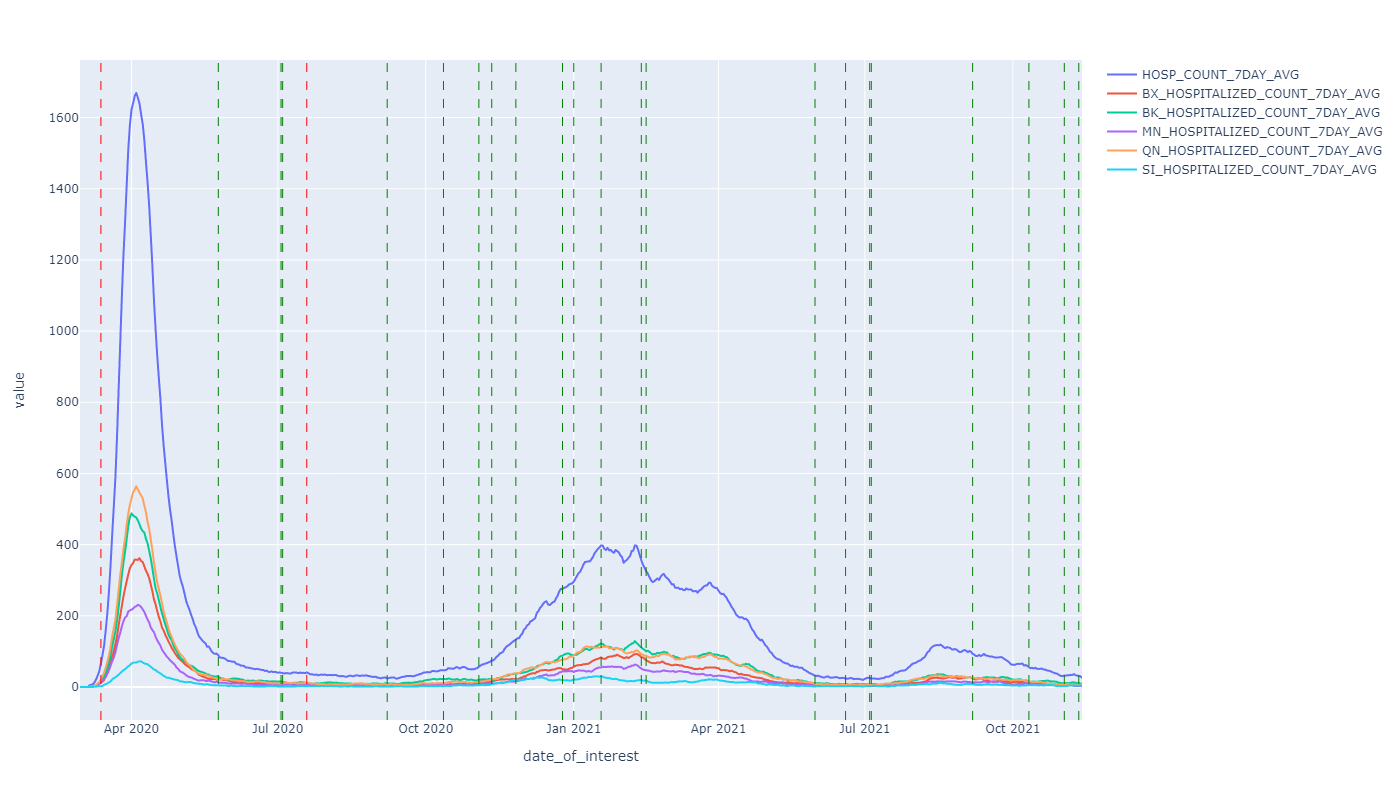 HOSP_COUNT_7DAY_AVG
BX_HOSPITALIZED_COUNT_7DAY_AVG
BK_HOSPITALIZED_COUNT_7DAY_AVG
MN_HOSPITALIZED_COUNT_7DAY_AVG
QN_HOSPITALIZED_COUNT_7DAY_AVG
SI_HOSPITALIZED_COUNT_7DAY_AVG
1600
1400
1200
1000
800
600
400
200
0
value
Apr 2020 Jul 2020 Oct 2020 Jan 2021 Apr 2021 Jul 2021 Oct 2021
date_of_interest